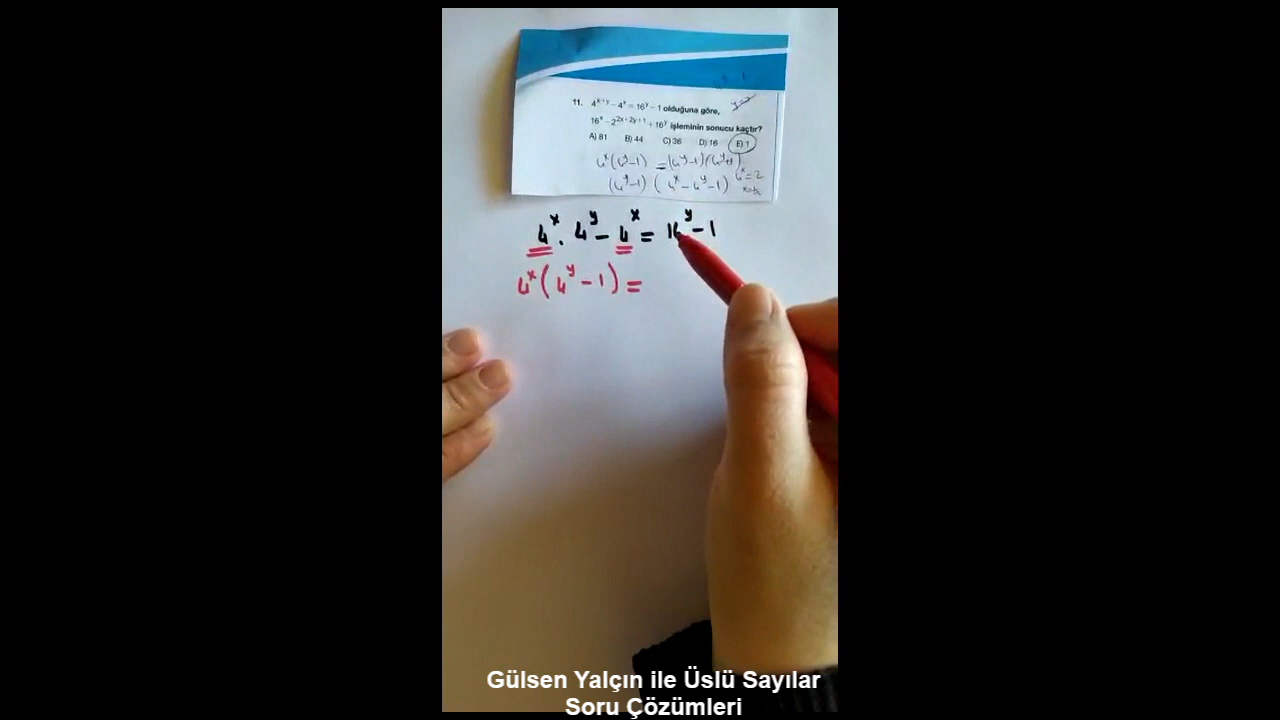 11. 4^(x+y) − 4^x = 16^y − 1 olduğuna göre,
16^x − 2^(2x+2y+1) + 16^y işleminin sonucu kaçtır?
A) 81 B) 44 C) 36 D) 16 E) 1
4^x (4^y−1) = (4^y−1) (4^y+1)
(4^y−1) (4^x − 4^y − 1)
4^x = 2
4^x . 4^y − 4^x = 16^y − 1
4^x (4^y − 1) =
Gülsen Yalçın ile Üslü Sayılar
Soru Çözümleri